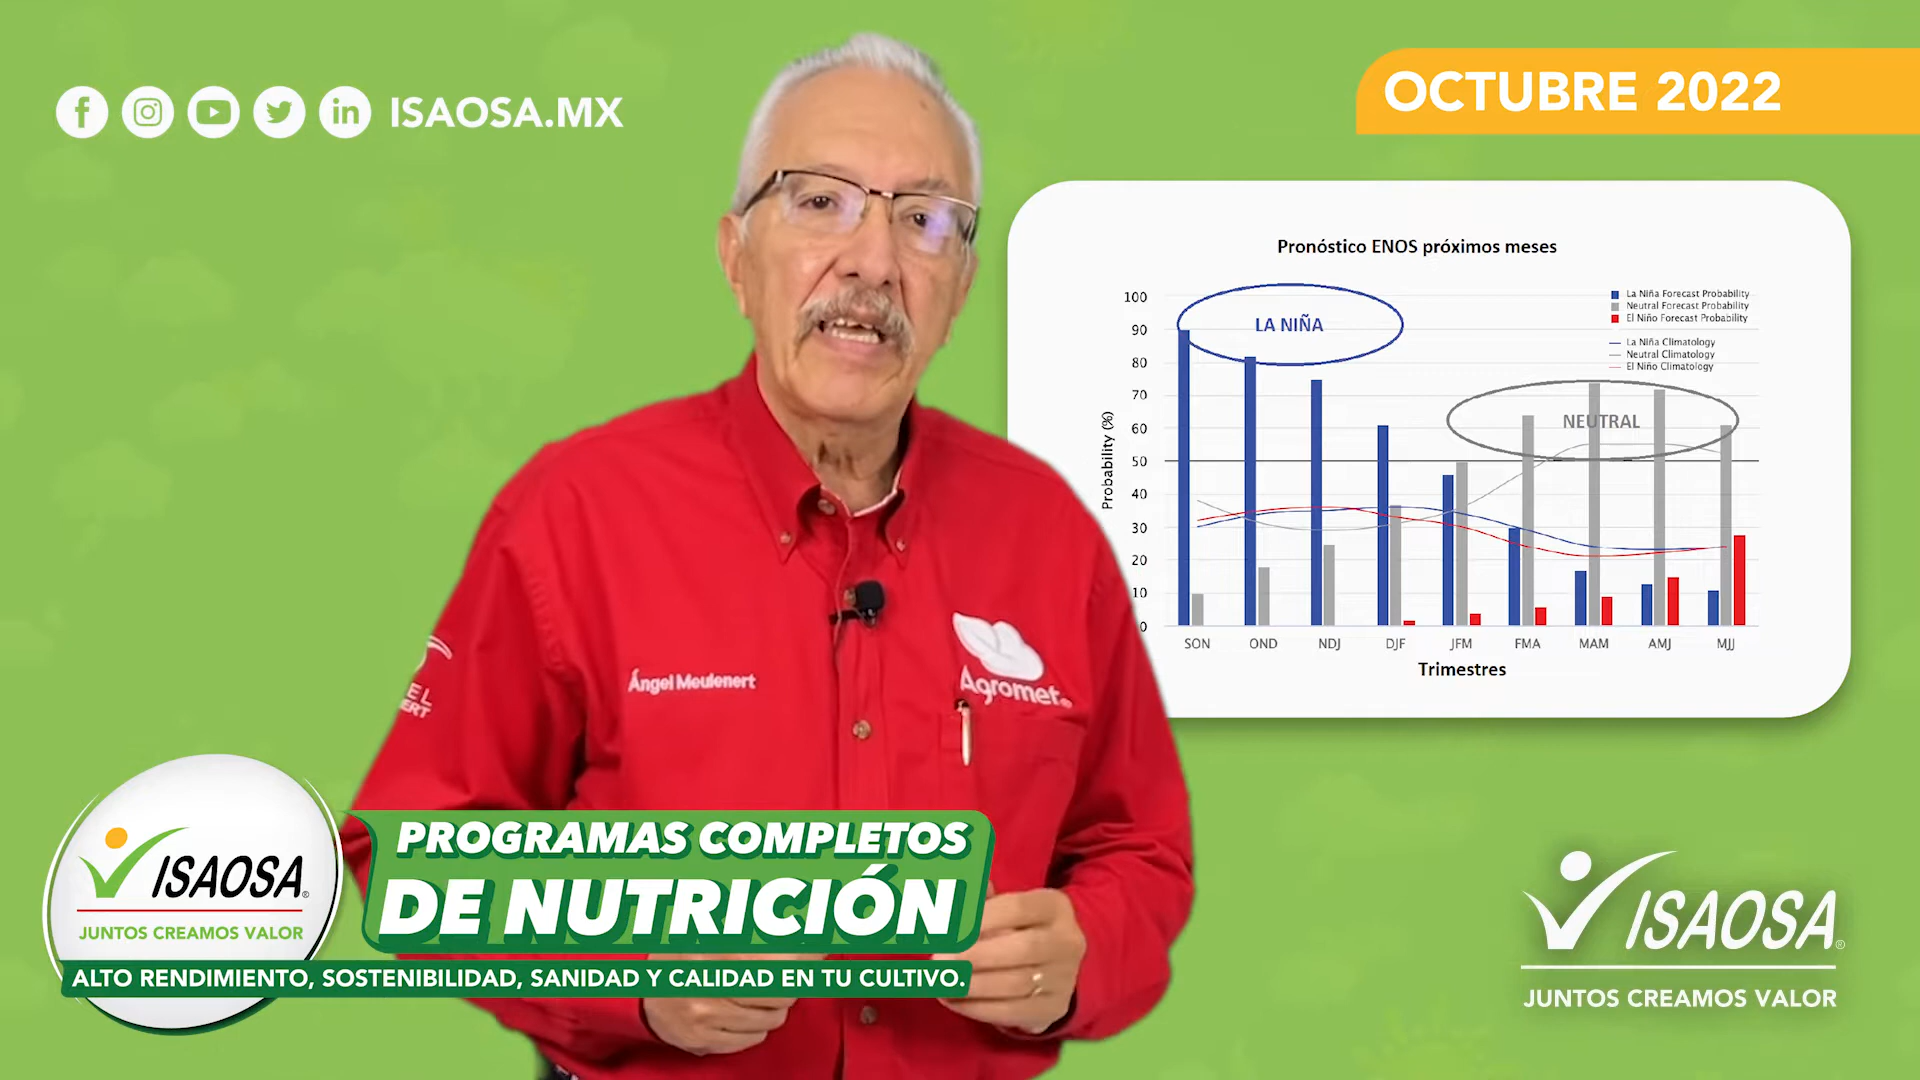 ISAOSA.MX
OCTUBRE 2022
Pronóstico ENOS próximos meses
La Niña Forecast Probability
Neutral Forecast Probability
El Niño Forecast Probability
La Niña Climatology
Neutral Climatology
El Niño Climatology
LA NIÑA
NEUTRAL
Probability (%)
100
90
80
70
60
50
40
30
20
10
0
SON OND NDJ DJF JFM FMA MAM AMJ MJJ
Trimestres
Ángel Meulenert
Agromet
ISAOSA®
JUNTOS CREAMOS VALOR
PROGRAMAS COMPLETOS
DE NUTRICIÓN
ALTO RENDIMIENTO, SOSTENIBILIDAD, SANIDAD Y CALIDAD EN TU CULTIVO.
ISAOSA®
JUNTOS CREAMOS VALOR